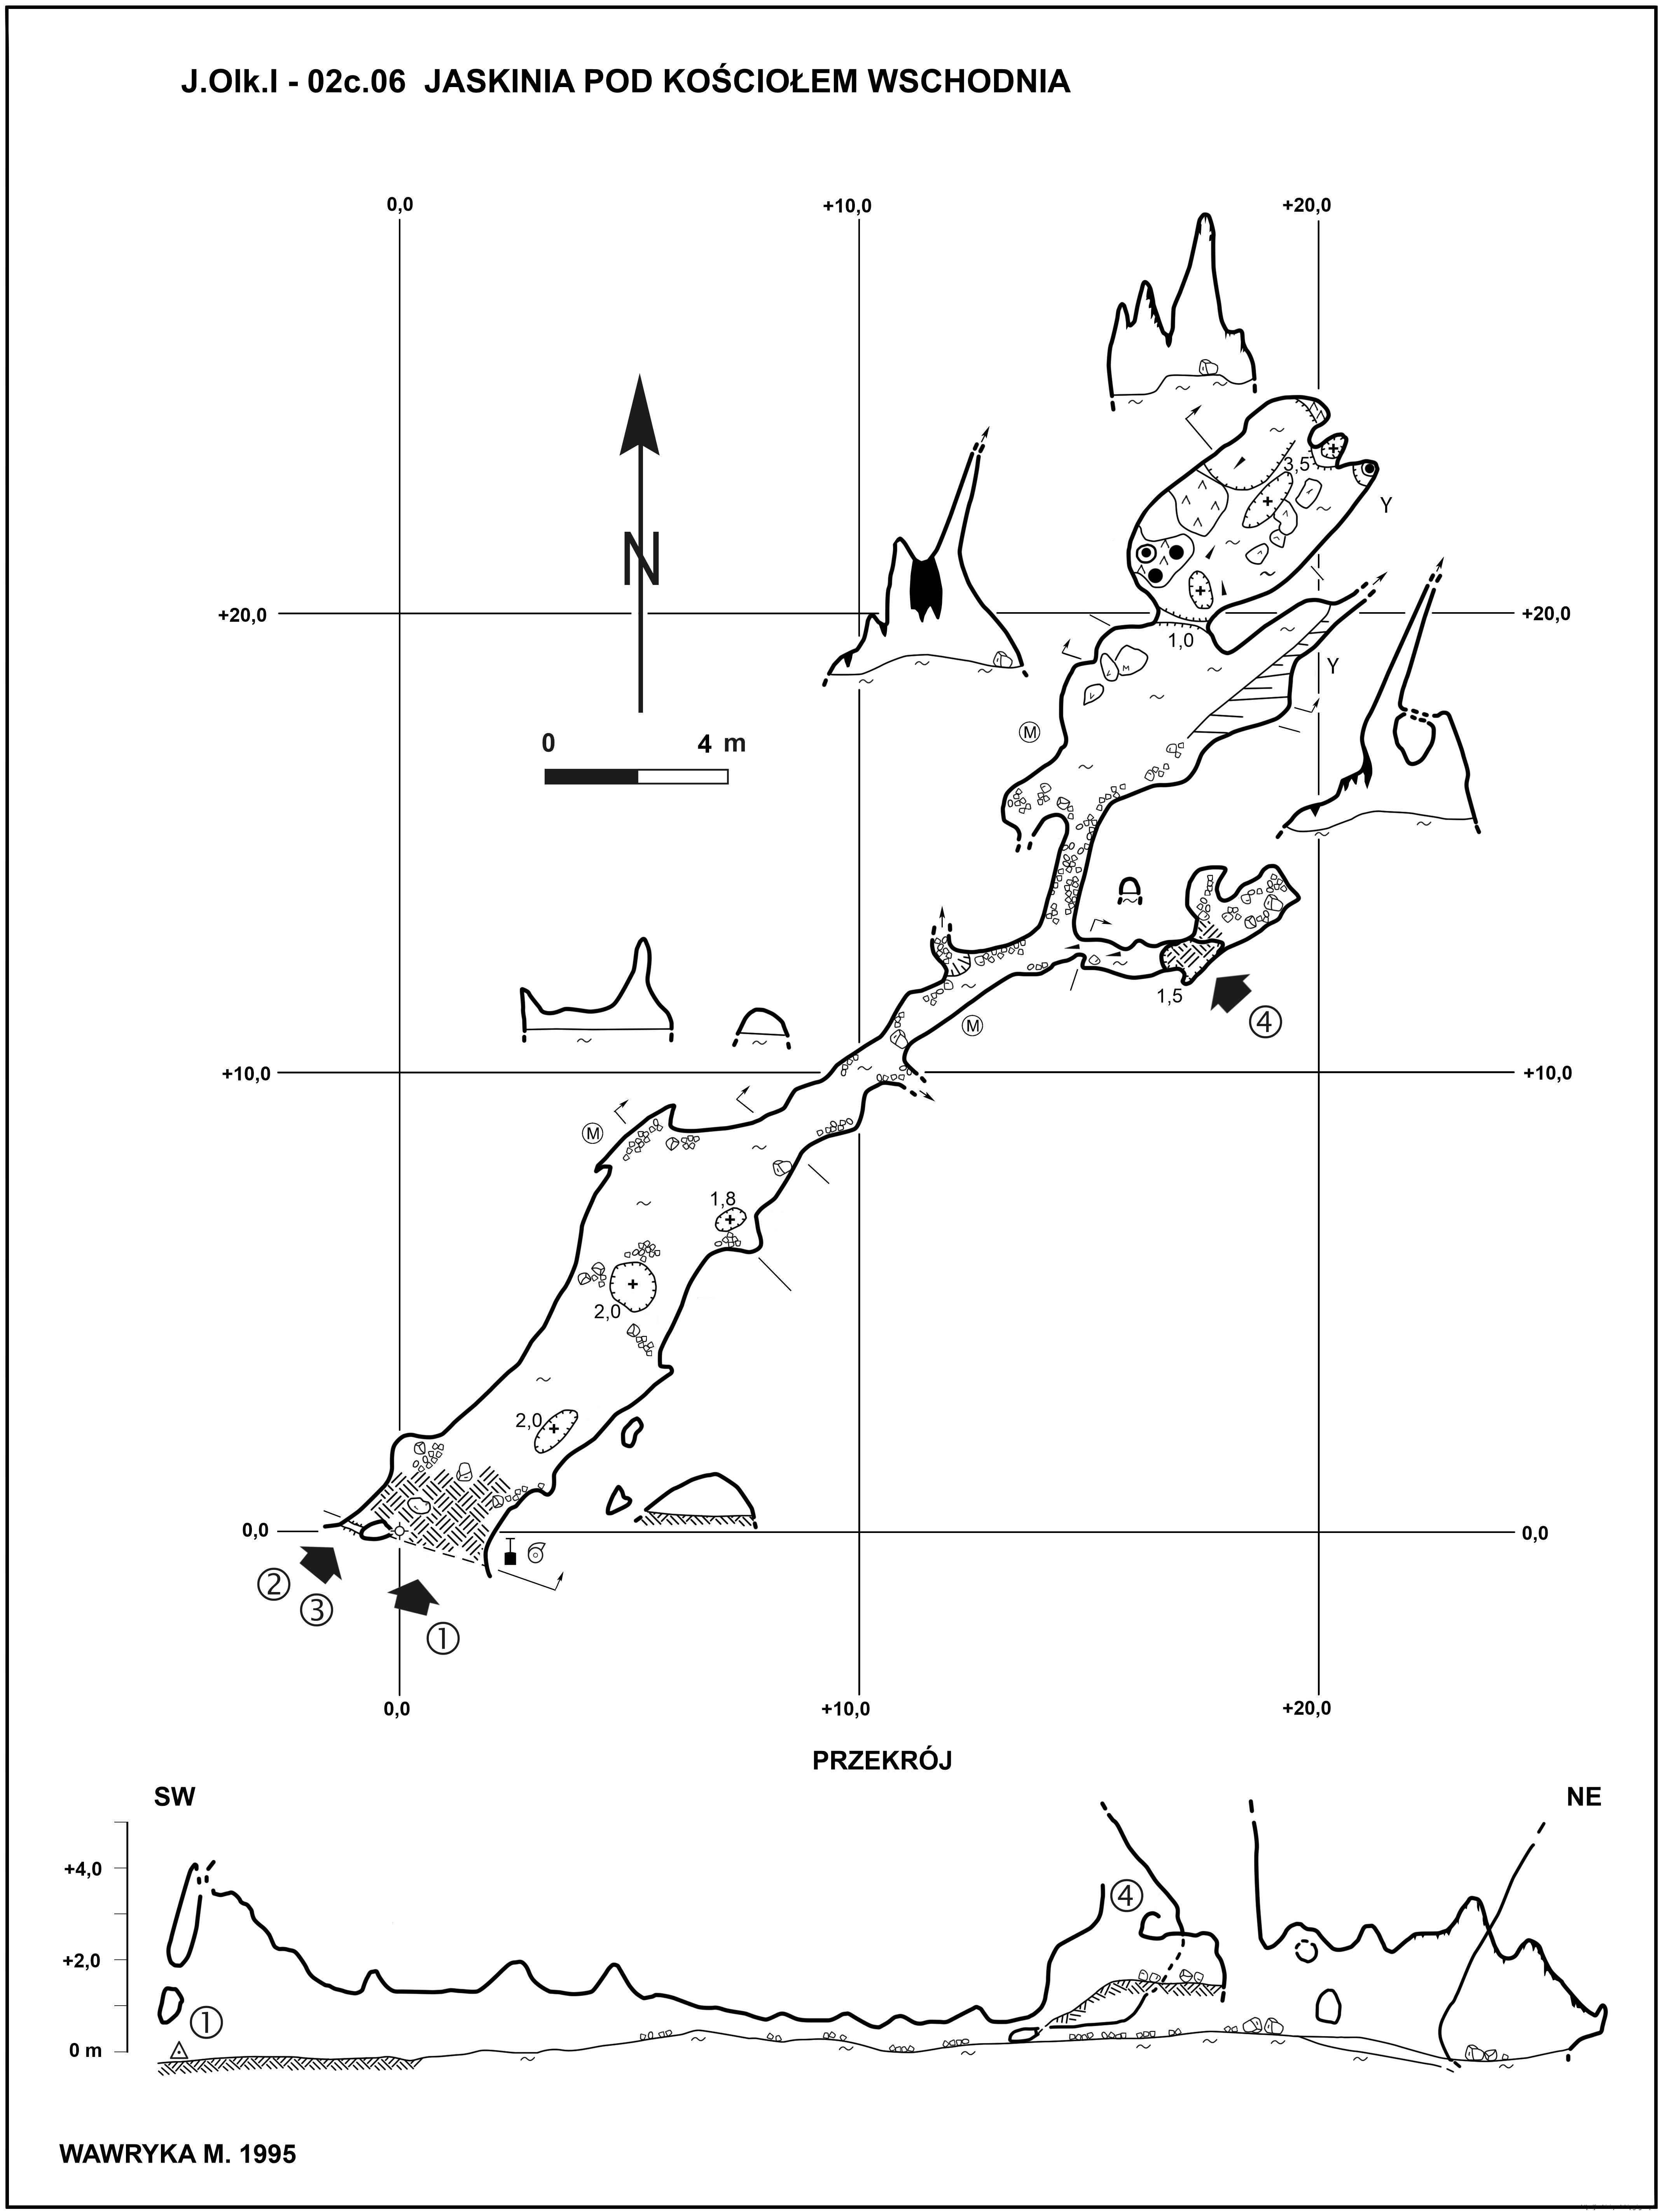 J.Olk.I - 02c.06 JASKINIA POD KOŚCIOŁEM WSCHODNIA
0,0 +10,0 +20,0
3,5
Y
N
+20,0 +20,0
1,0
M
Y
M
0 4 m
1,5
4
M
+10,0 +10,0
M
1,8
2,0
2,0
0,0 0,0
2
3
1
0,0 +10,0 +20,0
PRZEKRÓJ
SW NE
+4,0
4
+2,0
1
0 m
WAWRYKA M. 1995